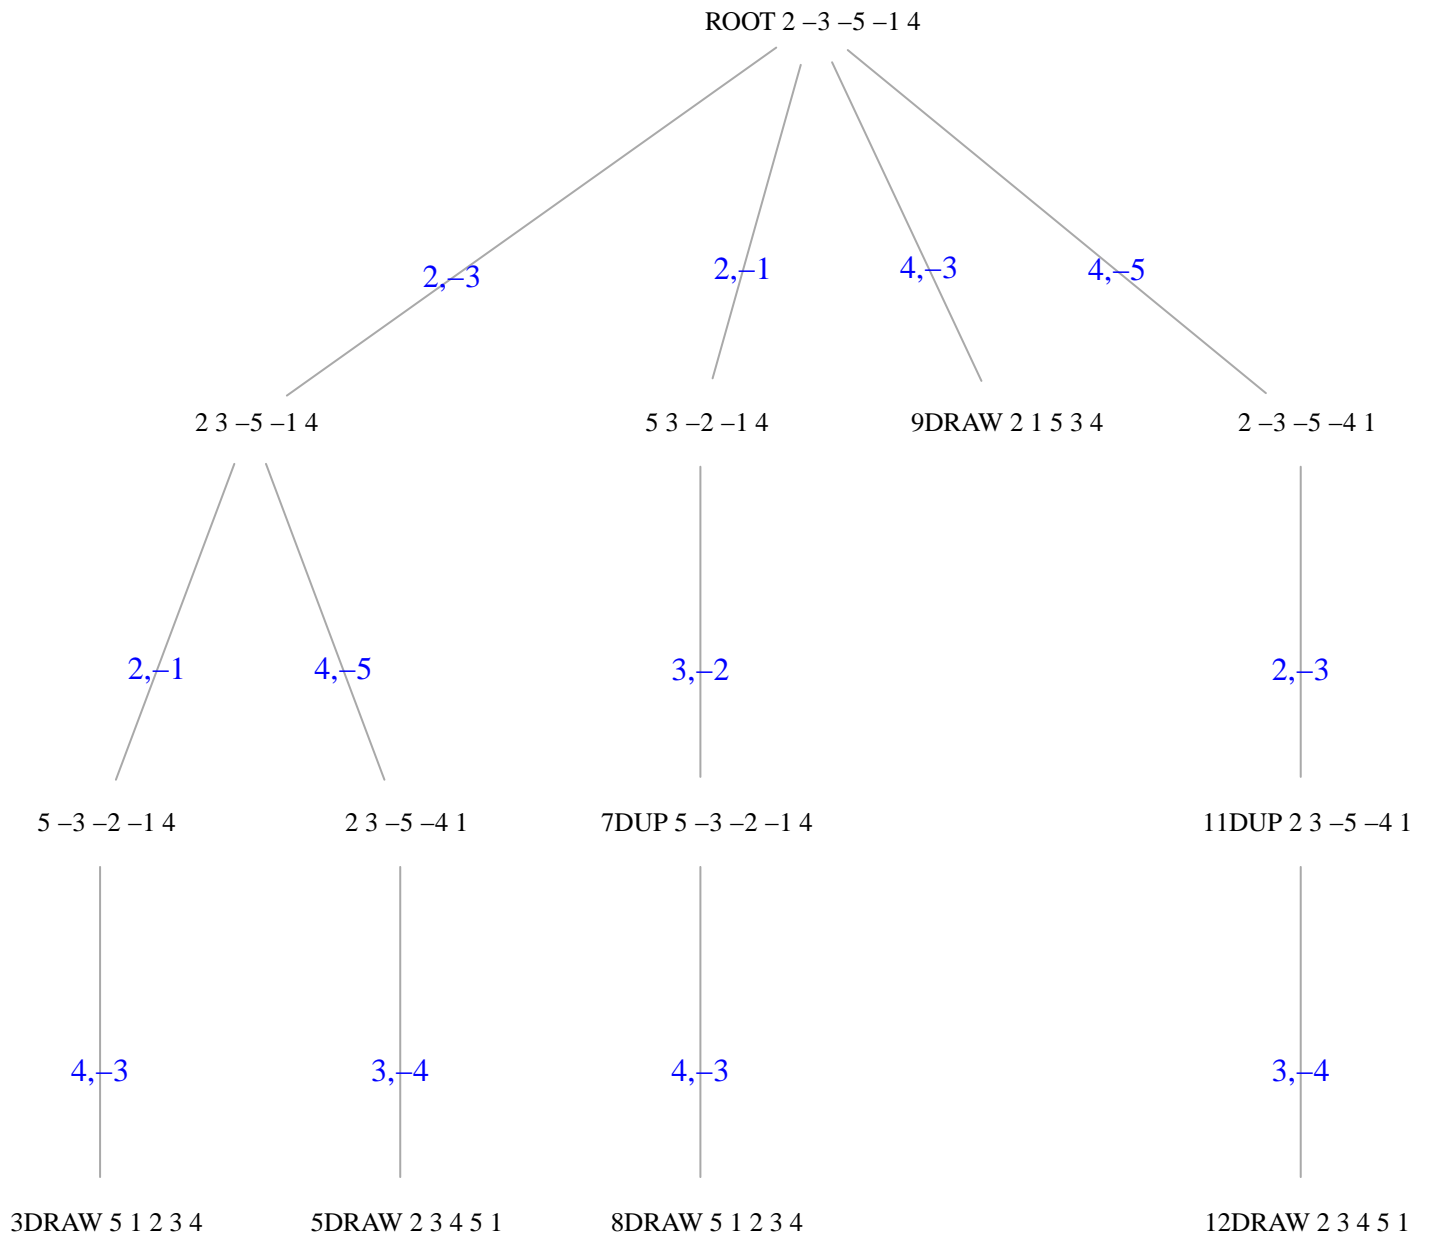 ROOT 2 –3 –5 –1 4
2,–3
2,–1
4,–3
4,–5
2 3 –5 –1 4
5 3 –2 –1 4
9DRAW 2 1 5 3 4
2 –3 –5 –4 1
2,–1
4,–5
3,–2
2,–3
5 –3 –2 –1 4
2 3 –5 –4 1
7DUP 5 –3 –2 –1 4
11DUP 2 3 –5 –4 1
4,–3
3,–4
4,–3
3,–4
3DRAW 5 1 2 3 4
5DRAW 2 3 4 5 1
8DRAW 5 1 2 3 4
12DRAW 2 3 4 5 1